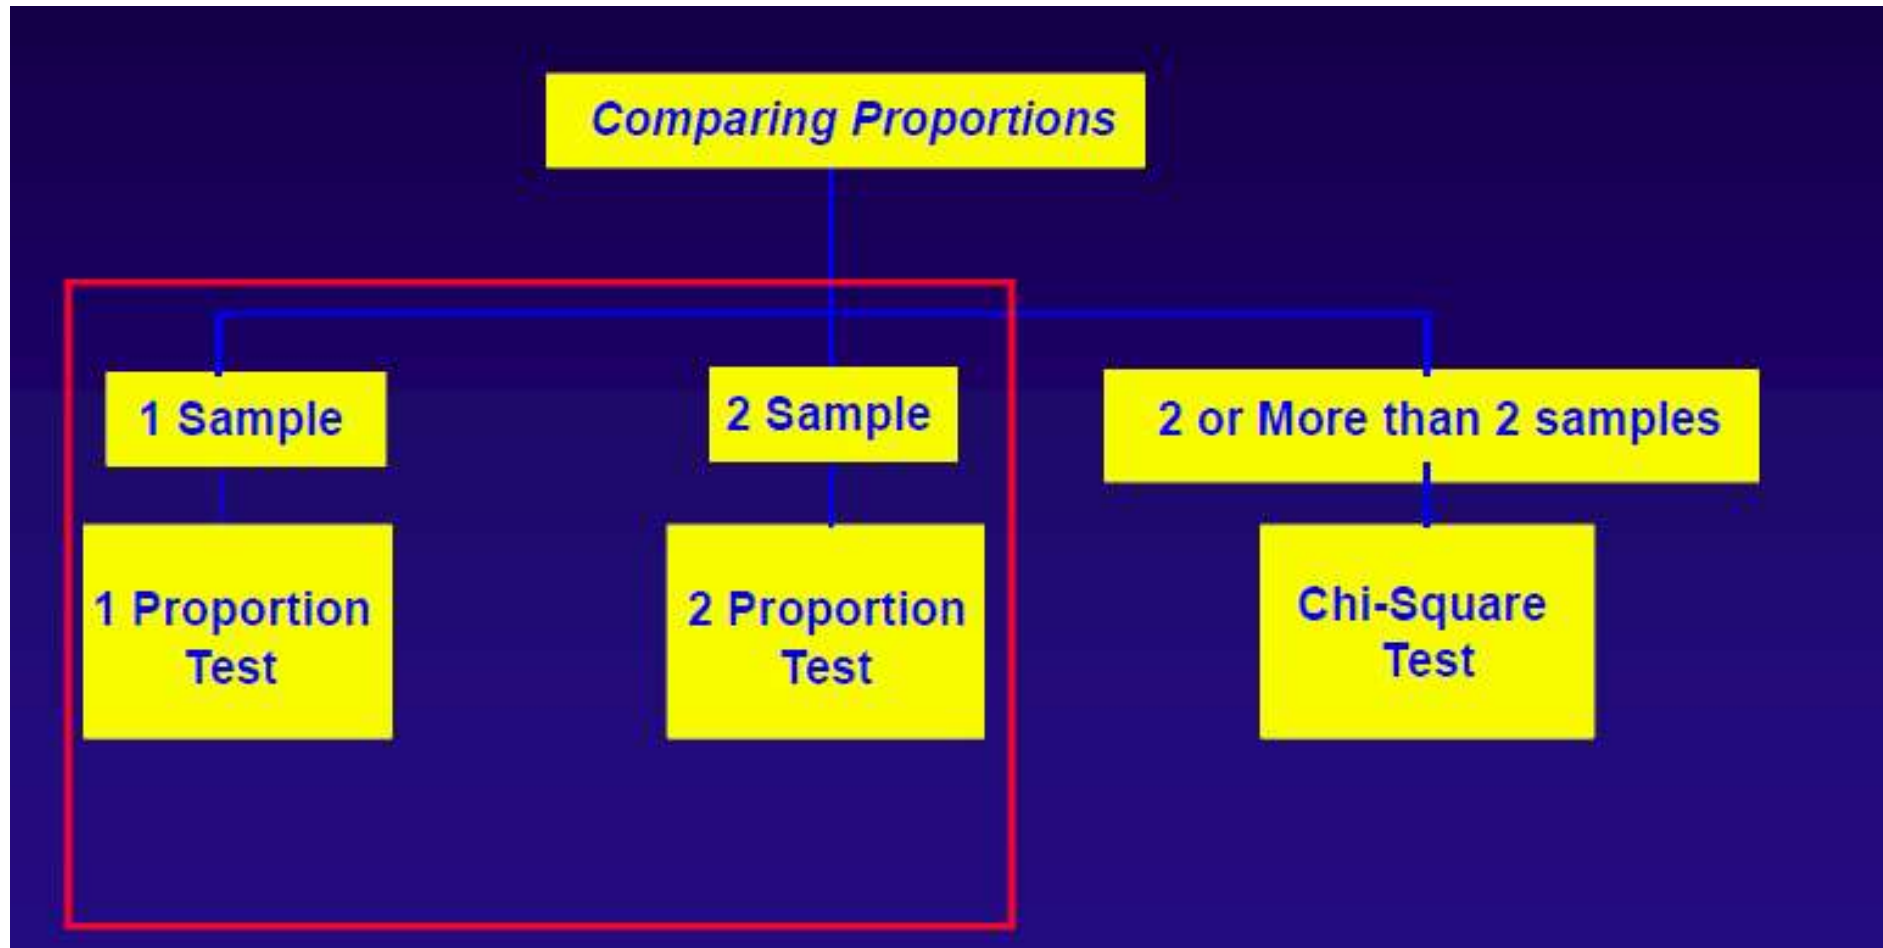 Comparing Proportions
1 Sample
2 Sample
2 or More than 2 samples
1 Proportion
Test
2 Proportion
Test
Chi-Square
Test